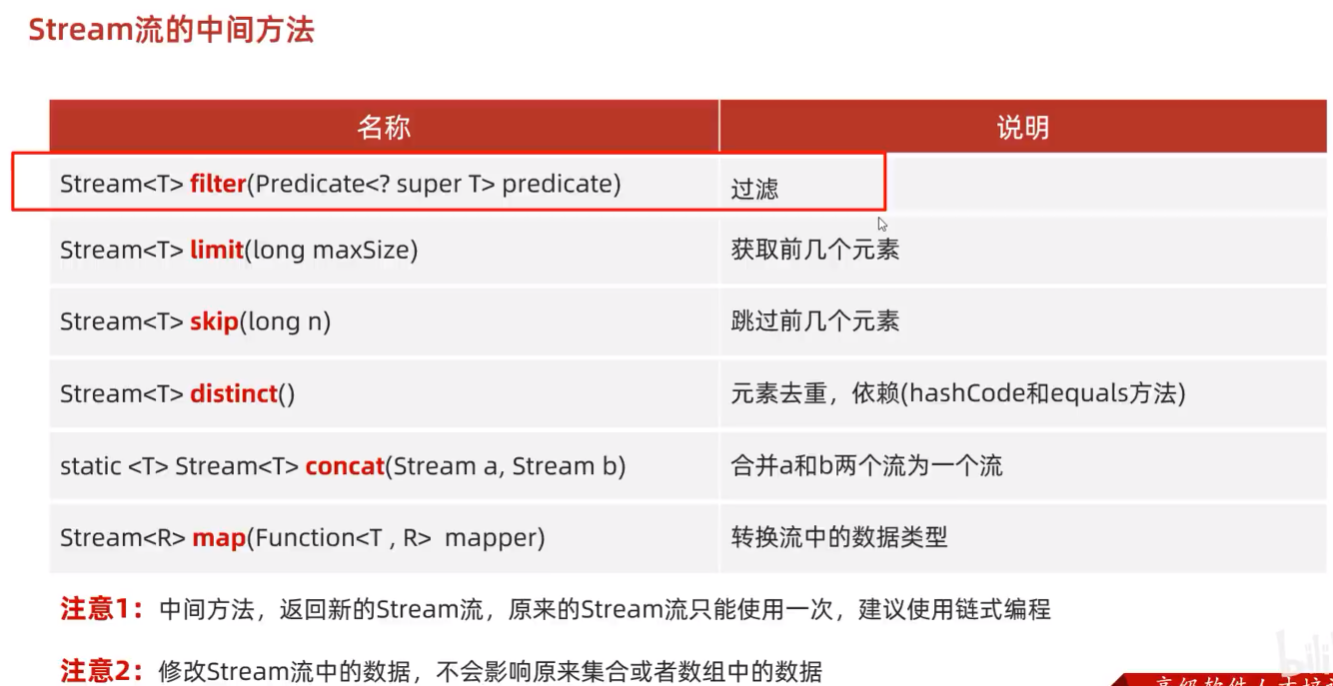 Stream流的中间方法
名称 说明
Stream<T> filter(Predicate<? super T> predicate) 过滤
Stream<T> limit(long maxSize) 获取前几个元素
Stream<T> skip(long n) 跳过前几个元素
Stream<T> distinct() 元素去重，依赖(hashCode和equals方法)
static <T> Stream<T> concat(Stream a, Stream b) 合并a和b两个流为一个流
Stream<R> map(Function<T , R> mapper) 转换流中的数据类型
注意1：中间方法，返回新的Stream流，原来的Stream流只能使用一次，建议使用链式编程
注意2：修改Stream流中的数据，不会影响原来集合或者数组中的数据